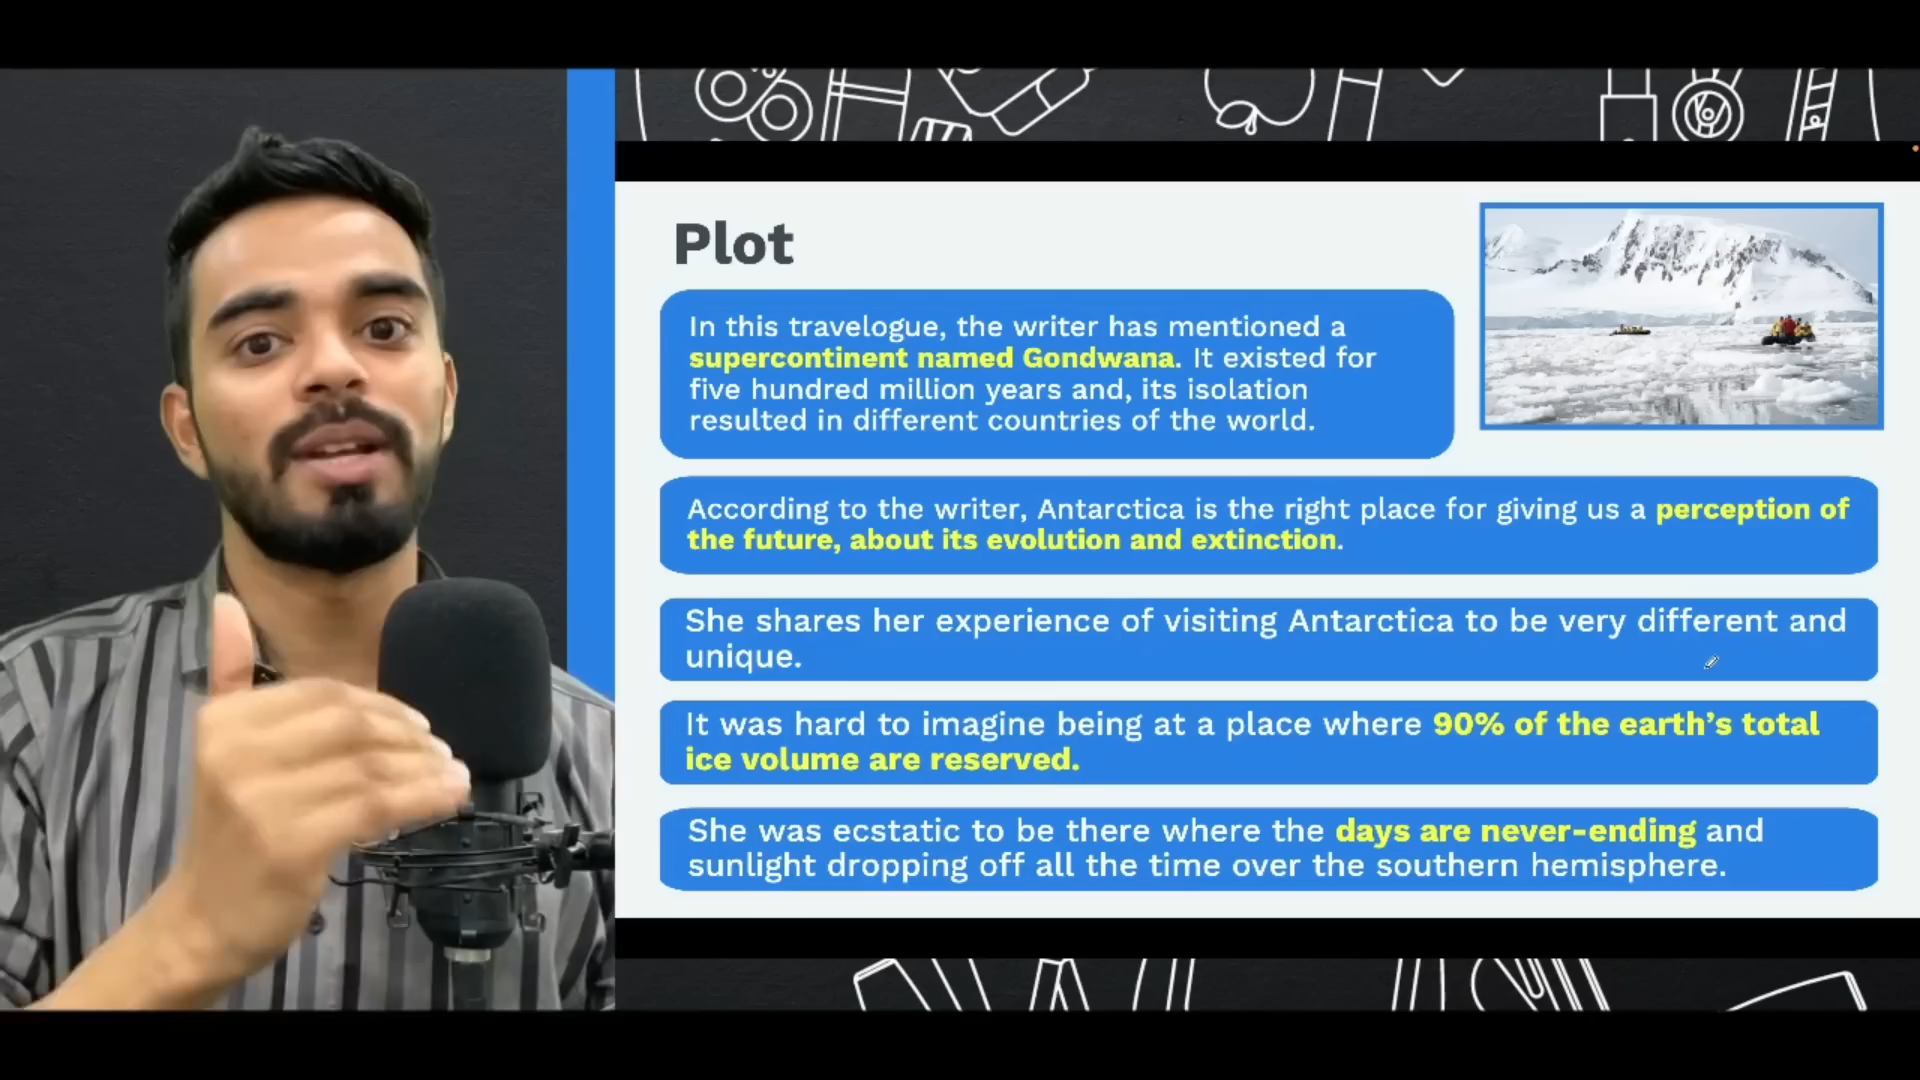 Plot
In this travelogue, the writer has mentioned a
supercontinent named Gondwana. It existed for
five hundred million years and, its isolation
resulted in different countries of the world.
According to the writer, Antarctica is the right place for giving us a perception of
the future, about its evolution and extinction.
She shares her experience of visiting Antarctica to be very different and
unique.
It was hard to imagine being at a place where 90% of the earth's total
ice volume are reserved.
She was ecstatic to be there where the days are never-ending and
sunlight dropping off all the time over the southern hemisphere.